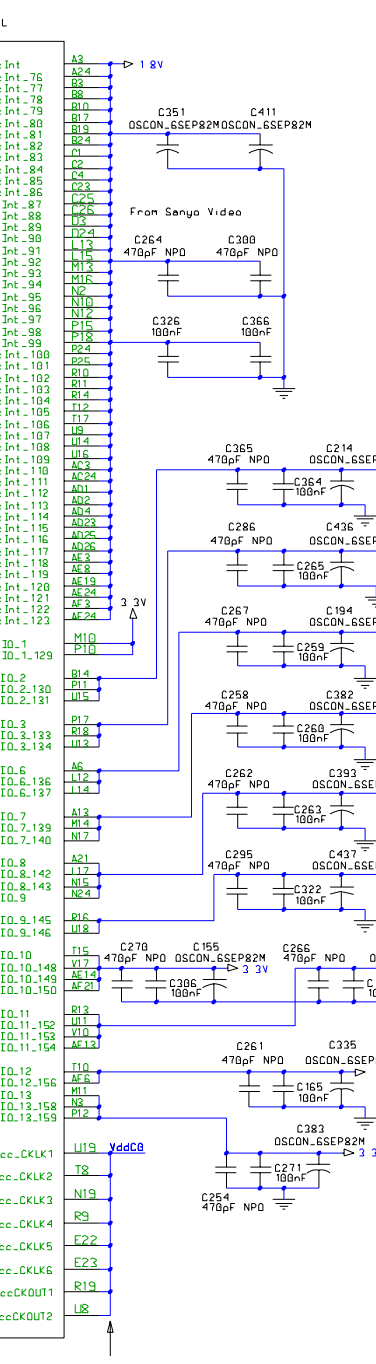 L
Int A3 1 8V
Int_76 A24
Int_77 B3
Int_78 B8
Int_79 B10
Int_80 B17
Int_81 B19
Int_82 B24
Int_83 C1
Int_84 C2
Int_85 C4
Int_86 C23
Int_87 C25
Int_88 C26
Int_89 D3
Int_90 D24
Int_91 L13
Int_92 L15
Int_93 M13
Int_94 M16
Int_95 N2
Int_96 N10
Int_97 N12
Int_98 P15
Int_99 P18
Int_100 P24
Int_101 P25
Int_102 R10
Int_103 R11
Int_104 R14
Int_105 T12
Int_106 T17
Int_107 U9
Int_108 U14
Int_109 U16
Int_110 AC3
Int_111 AC24
Int_112 AD1
Int_113 AD2
Int_114 AD4
Int_115 AD23
Int_116 AD25
Int_117 AD26
Int_118 AE3
Int_119 AE8
Int_120 AE19
Int_121 AE24
Int_122 AF3
Int_123 AF24
C351 C411
OSCON_6SEP82M OSCON_6SEP82M
From Sanyo Video
C264 C300
470pF NPO 470pF NPO
C326 C366
100nF 100nF
3 3V
IO_1 M10
IO_1_129 P10
IO_2 B14
IO_2_130 P11
IO_2_131 U15
IO_3 P17
IO_3_133 R18
IO_3_134 U13
IO_6 A6
IO_6_136 L12
IO_6_137 L14
IO_7 A13
IO_7_139 M14
IO_7_140 N17
IO_8 A21
IO_8_142 L17
IO_8_143 N15
IO_9 N24
IO_9_145 R16
IO_9_146 U18
IO_10 T15
IO_10_148 V17
IO_10_149 AE14
IO_10_150 AF21
IO_11 R13
IO_11_152 U11
IO_11_153 V10
IO_11_154 AF13
IO_12 T10
IO_12_156 AF6
IO_13 M11
IO_13_158 N3
IO_13_159 P12
C365 C214
470pF NPO OSCON_6SEP
C364
100nF
C286 C436
470pF NPO OSCON_6SEP
C265
100nF
C267 C194
470pF NPO OSCON_6SEP
C259
100nF
C258 C382
470pF NPO OSCON_6SEP
C260
100nF
C262 C393
470pF NPO OSCON_6SEP
C263
100nF
C295 C437
470pF NPO OSCON_6SEP
C322
100nF
C270 C155 C266
470pF NPO OSCON_6SEP82M 470pF NPO O
3 3V
C306 C
100nF 10
C261 C335
470pF NPO OSCON_6SEP
C165
100nF
C383
OSCON_6SEP82M
3 3
C271
100nF
C254
470pF NPO
cc_CKLK1 U19 VddCG
cc_CKLK2 T8
cc_CKLK3 N19
cc_CKLK4 R9
cc_CKLK5 E22
cc_CKLK6 E23
ccCKOUT1 R19
ccCKOUT2 U8